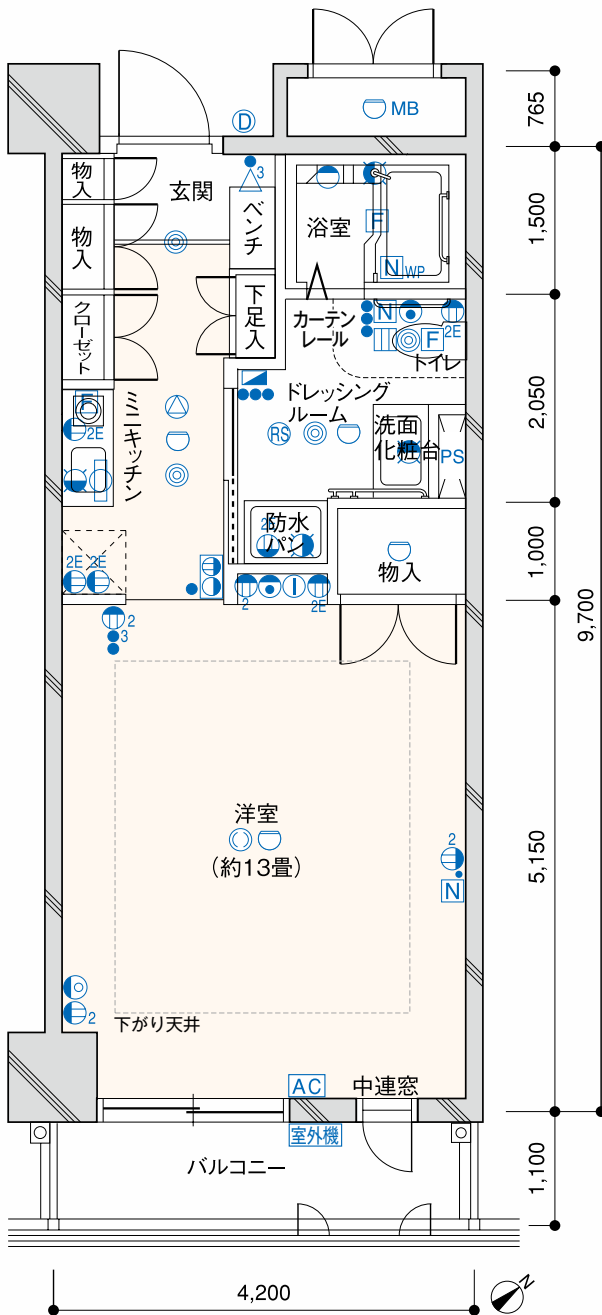 MB
765
D
3
物入
玄関
ベンチ
浴室
F
N WP
1,500
物入
下足入
カーテン
レール
N
2E
F
トイレ
クローゼット
ミニキッチン
F
2E
ドレッシング
ルーム
RS
洗面
化粧台
PS
2,050
防水
パン
2
物入
1,000
2E 2E
2
2E
2
3
9,700
洋室
(約13畳)
2
N
5,150
2
下がり天井
AC
中連窓
室外機
バルコニー
1,100
4,200
N